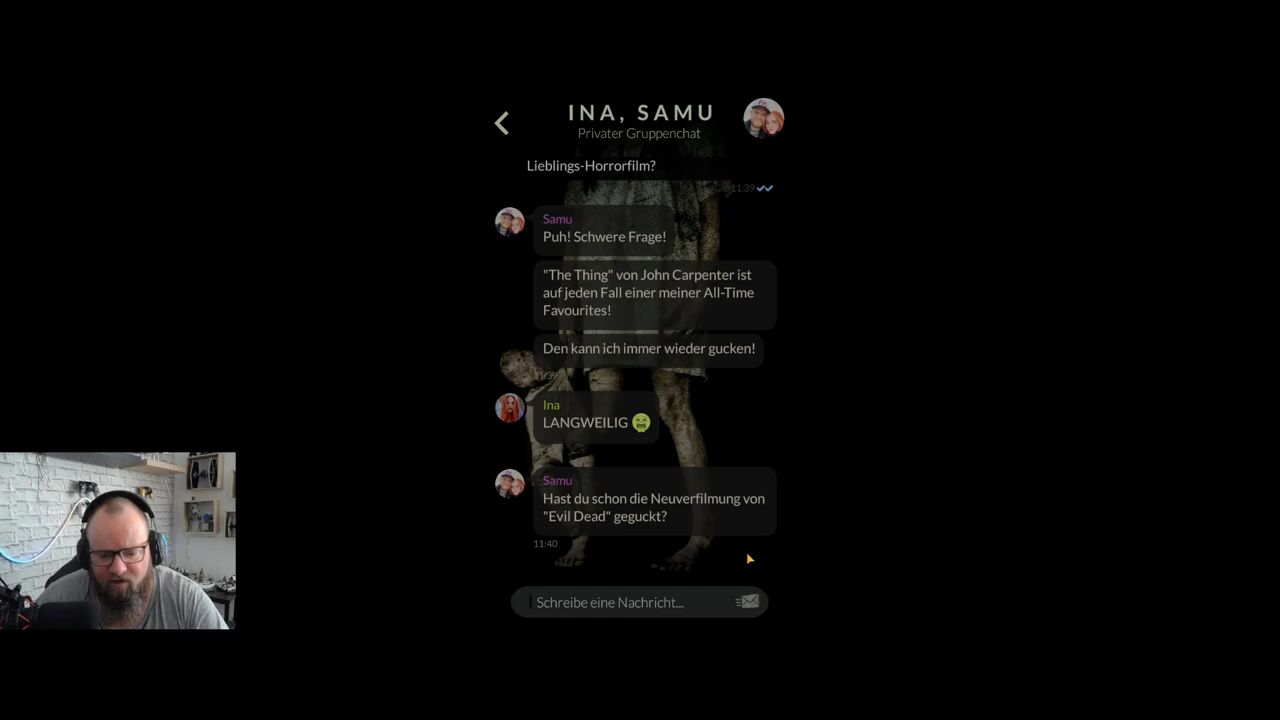 INA, SAMU
Privater Gruppenchat
Lieblings-Horrorfilm?
11:39
Samu
Puh! Schwere Frage!
"The Thing" von John Carpenter ist
auf jeden Fall einer meiner All-Time
Favourites!
Den kann ich immer wieder gucken!
11:39
Ina
LANGWEILIG
Samu
Hast du schon die Neuverfilmung von
"Evil Dead" geguckt?
11:40
Schreibe eine Nachricht...